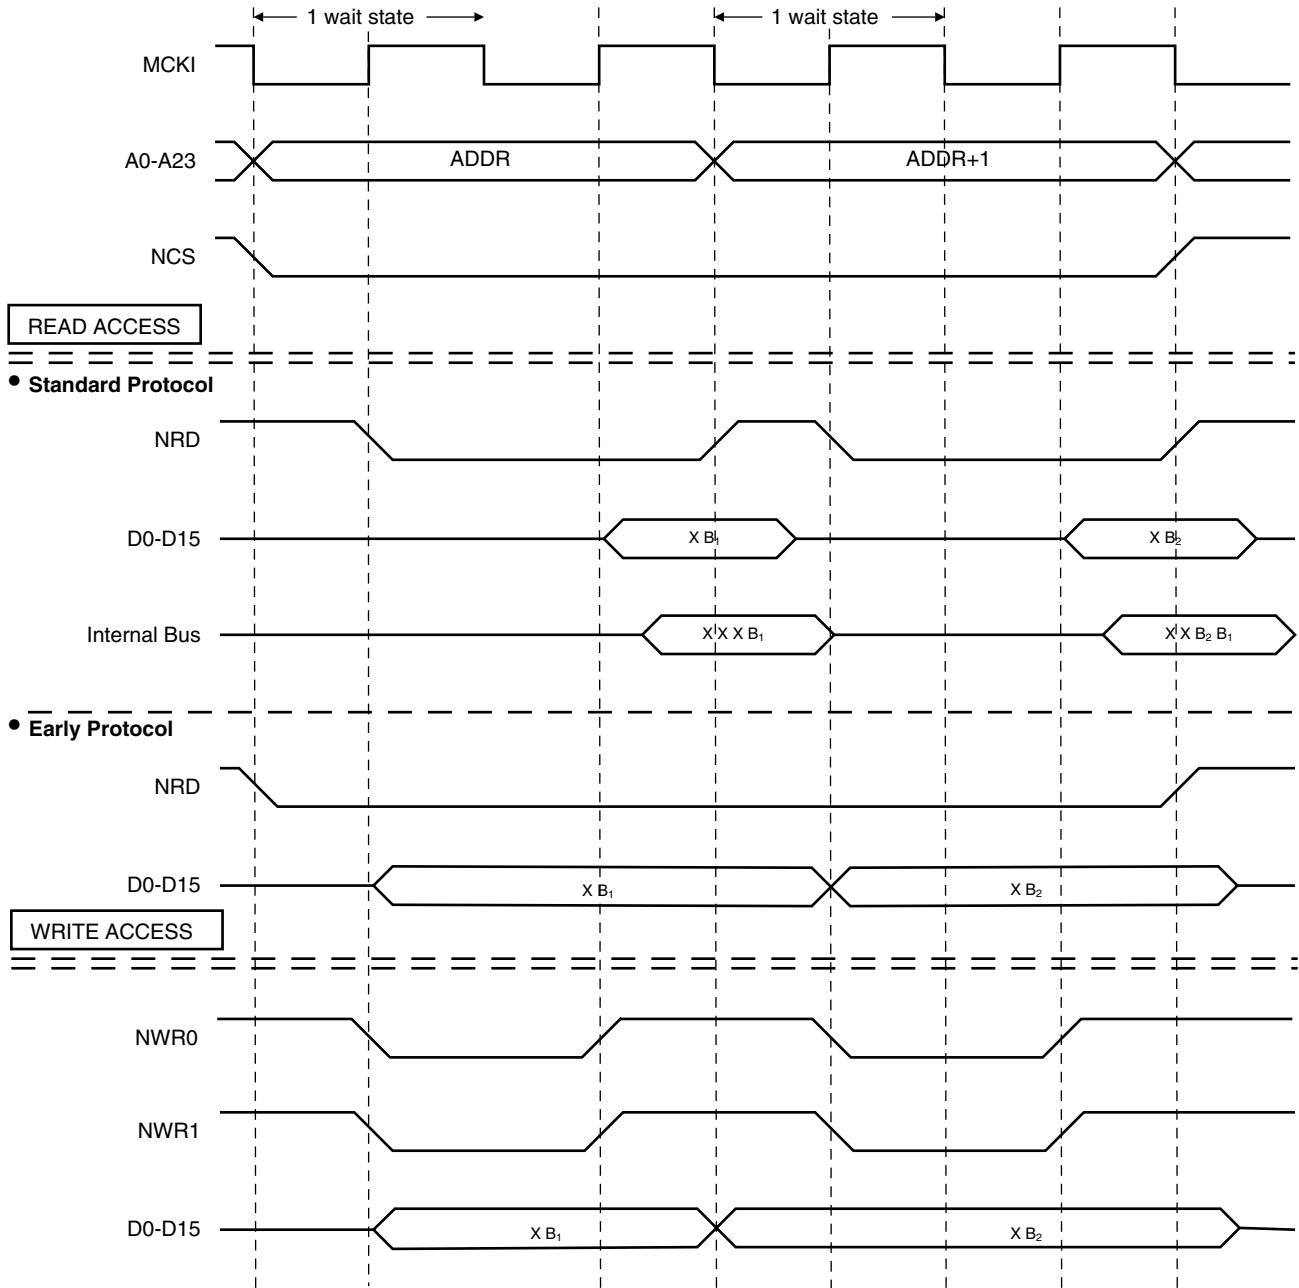 1 wait state
1 wait state
MCKI
A0-A23
ADDR
ADDR+1
NCS
READ ACCESS
• Standard Protocol
NRD
D0-D15
X B₁
X B₂
Internal Bus
X X X B₁
X X B₂ B₁
• Early Protocol
NRD
D0-D15
X B₁
X B₂
WRITE ACCESS
NWR0
NWR1
D0-D15
X B₁
X B₂